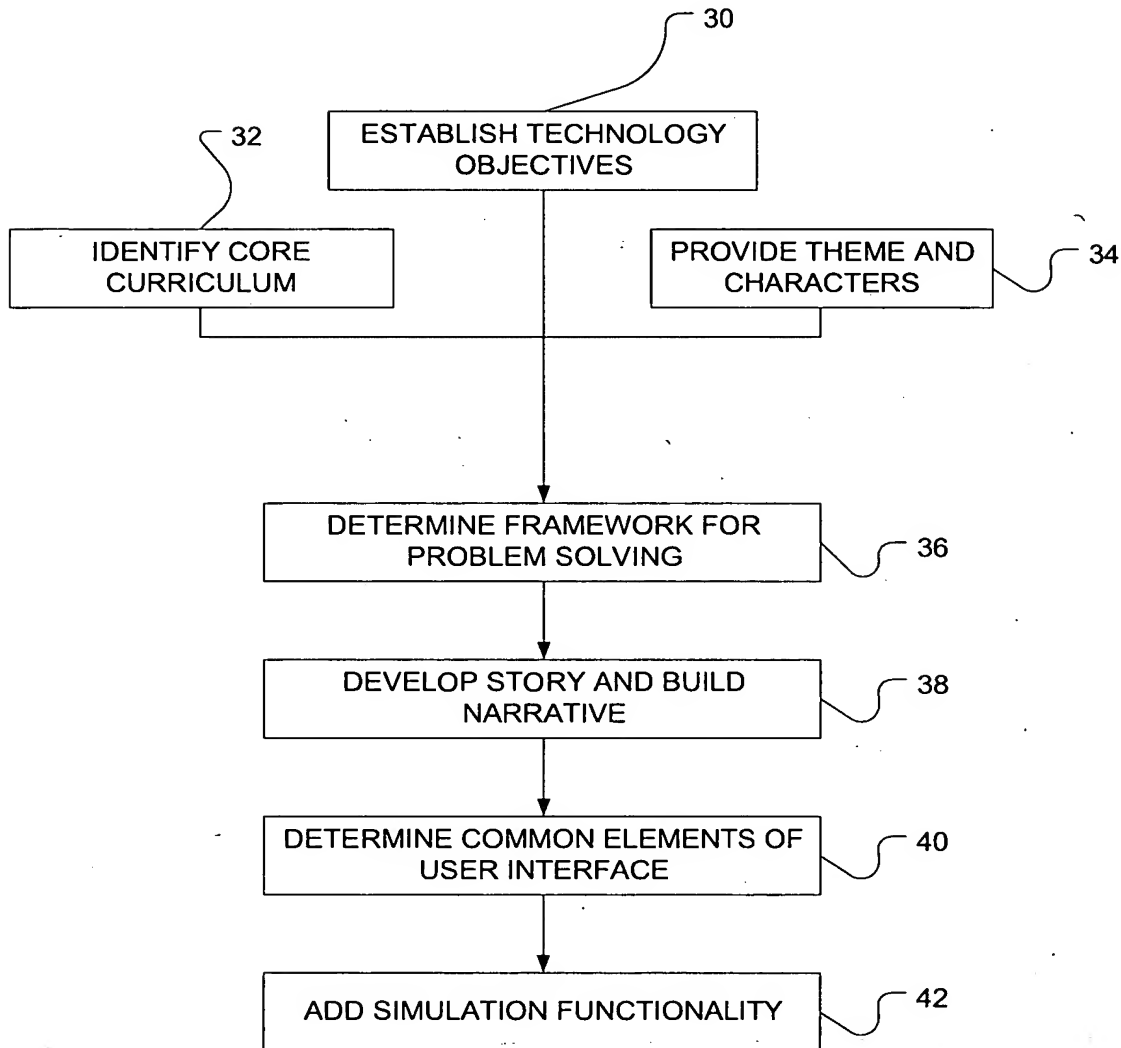 30
ESTABLISH TECHNOLOGY
OBJECTIVES
32
IDENTIFY CORE
CURRICULUM
PROVIDE THEME AND
CHARACTERS
34
DETERMINE FRAMEWORK FOR
PROBLEM SOLVING
36
DEVELOP STORY AND BUILD
NARRATIVE
38
DETERMINE COMMON ELEMENTS OF
USER INTERFACE
40
ADD SIMULATION FUNCTIONALITY
42